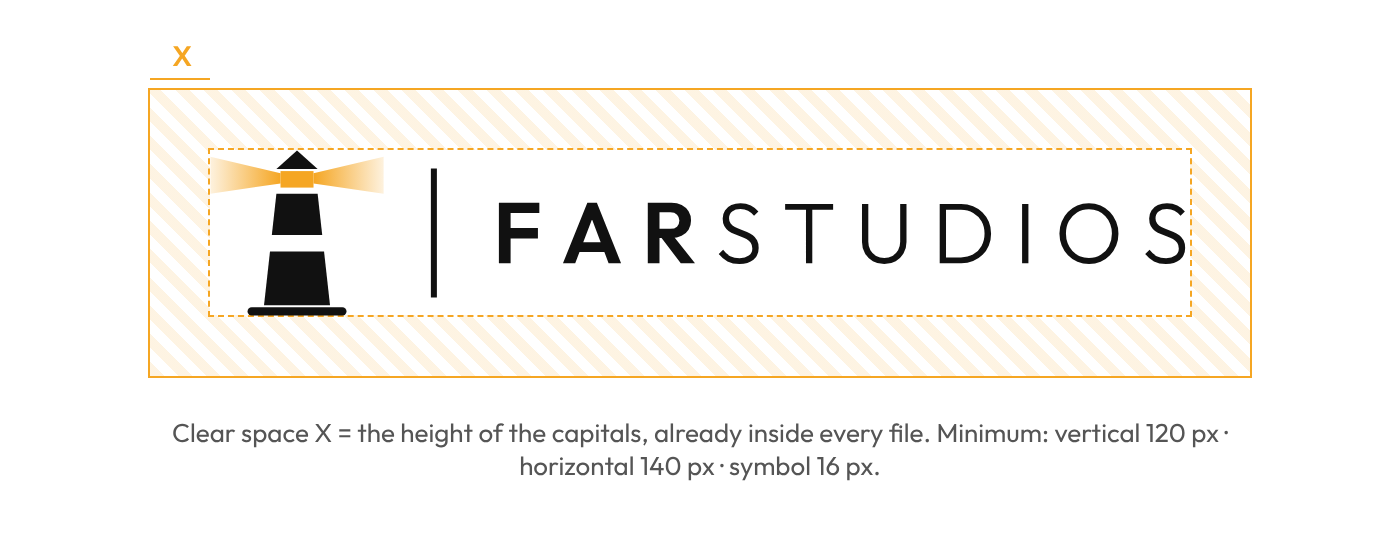 X
FARSTUDIOS
Clear space X = the height of the capitals, already inside every file. Minimum: vertical 120 px ·
horizontal 140 px · symbol 16 px.